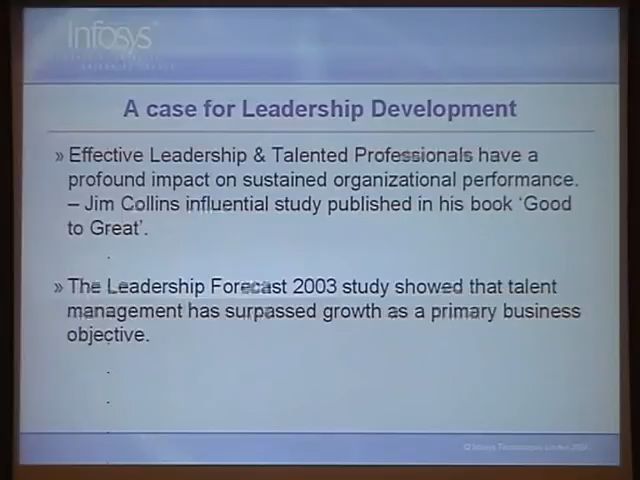 Infosys
A case for Leadership Development
» Effective Leadership & Talented Professionals have a
profound impact on sustained organizational performance.
– Jim Collins influential study published in his book ‘Good
to Great’.
» The Leadership Forecast 2003 study showed that talent
management has surpassed growth as a primary business
objective.